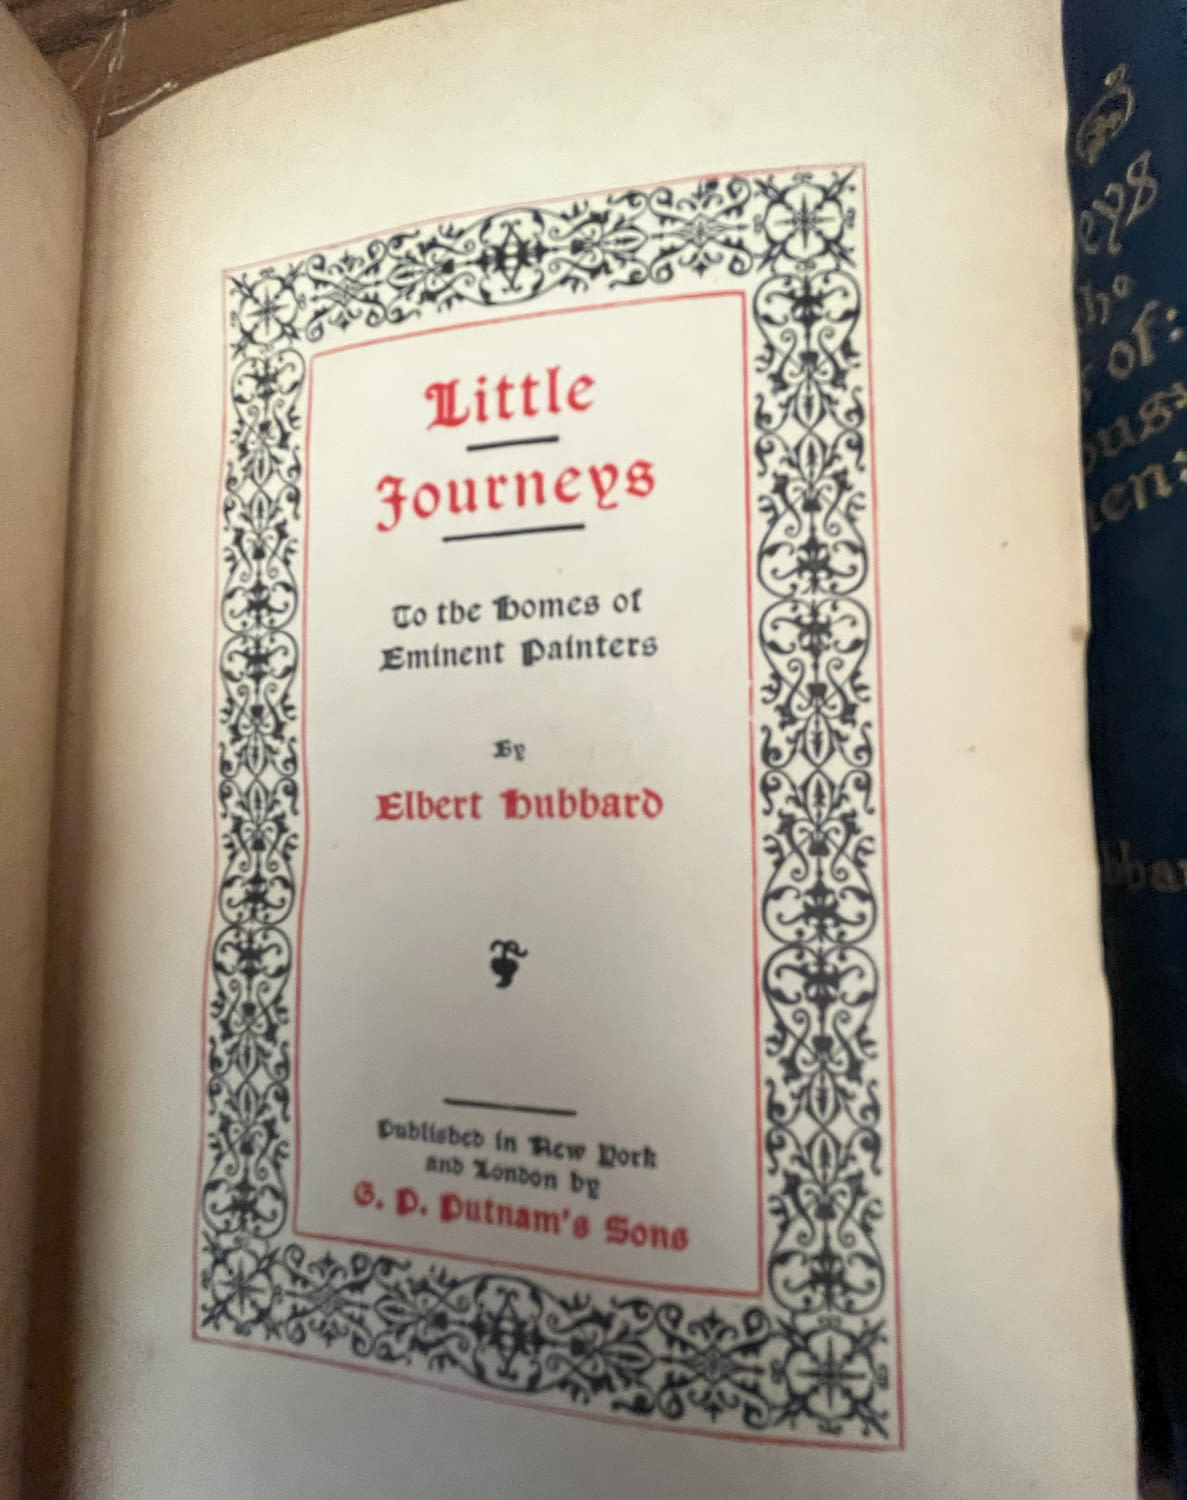 Little
Journeys
To the Homes of
Eminent Painters
By
Elbert Hubbard
Published in New York
and London by
G. P. Putnam's Sons
of: